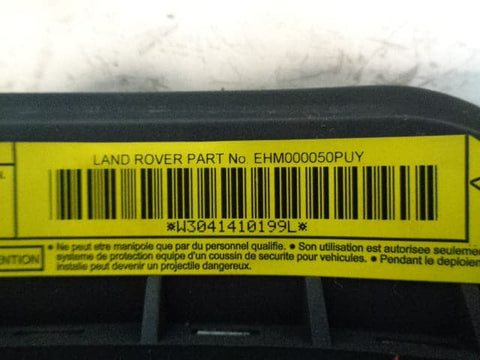 LAND ROVER PART No. EHM000050PUY
*W3041410199L*
• Ne peut etre manipole que par du personnel qualifie. • Son utilisation est autorisee seulement
systeme de protection equipe d'un coussin de securite pour vehicules. • Pendant le deploiem
installe peut devenir un projectile dangereux.